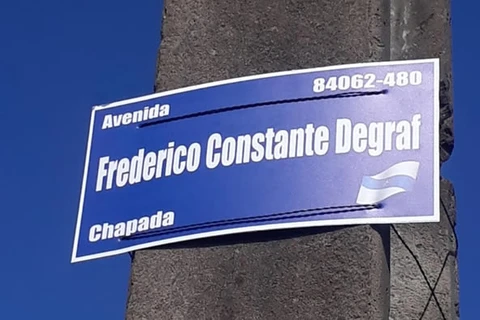 Avenida 84062-480
Frederico Constante Degraf
Chapada